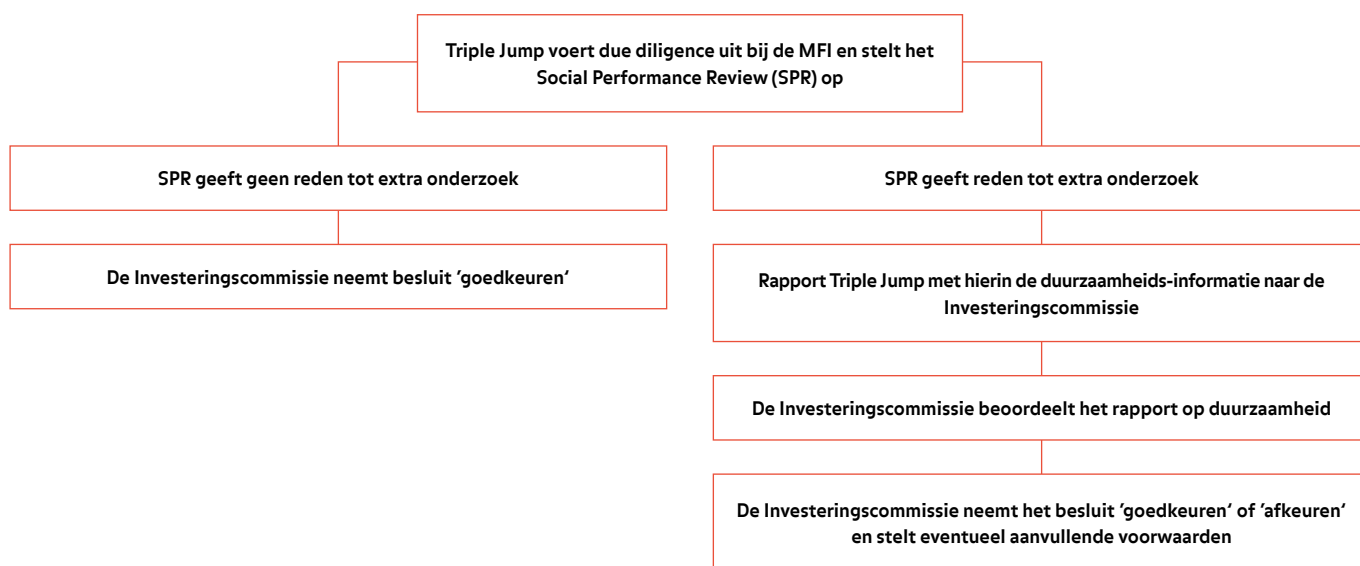 Triple Jump voert due diligence uit bij de MFI en stelt het
Social Performance Review (SPR) op
SPR geeft geen reden tot extra onderzoek
De Investeringscommissie neemt besluit ’goedkeuren‘
SPR geeft reden tot extra onderzoek
Rapport Triple Jump met hierin de duurzaamheids-informatie naar de
Investeringscommissie
De Investeringscommissie beoordeelt het rapport op duurzaamheid
De Investeringscommissie neemt het besluit ’goedkeuren‘ of ’afkeuren‘
en stelt eventueel aanvullende voorwaarden